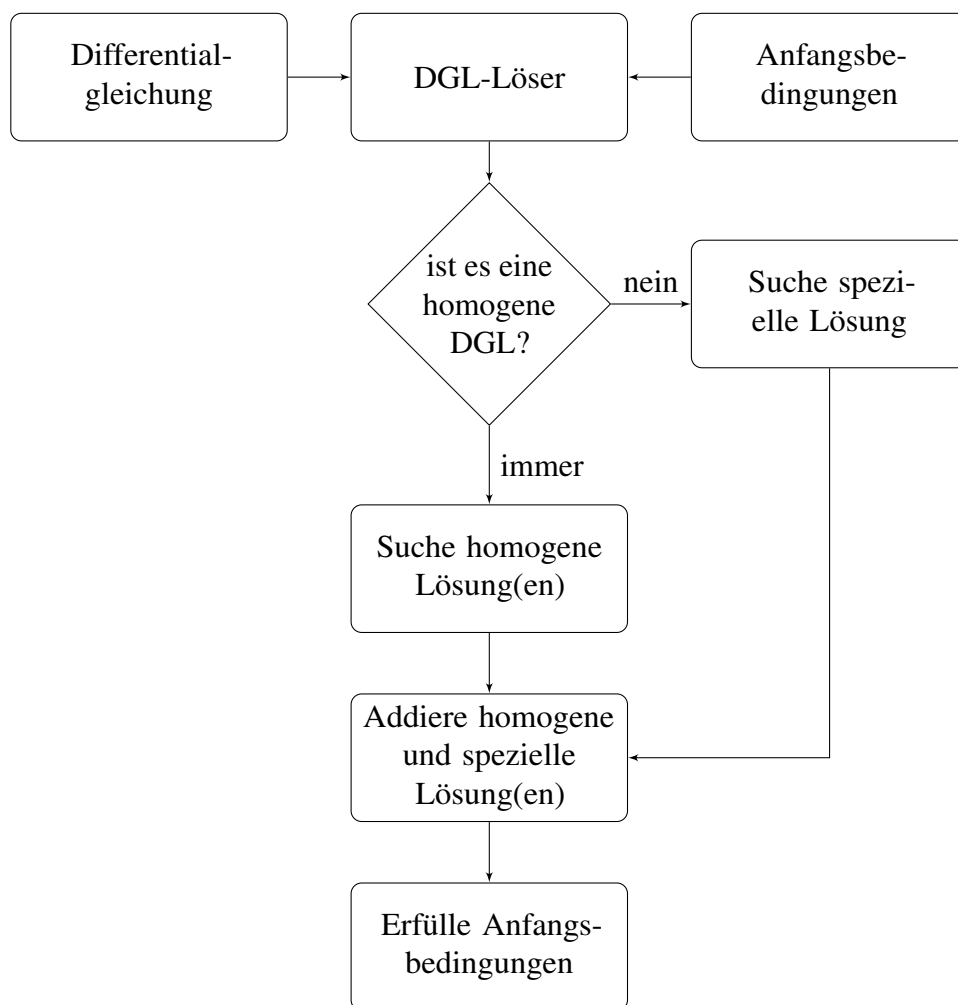 Differential-
gleichung
DGL-Löser
Anfangsbe-
dingungen
ist es eine
homogene
DGL?
nein
Suche spezi-
elle Lösung
immer
Suche homogene
Lösung(en)
Addiere homogene
und spezielle
Lösung(en)
Erfülle Anfangs-
bedingungen